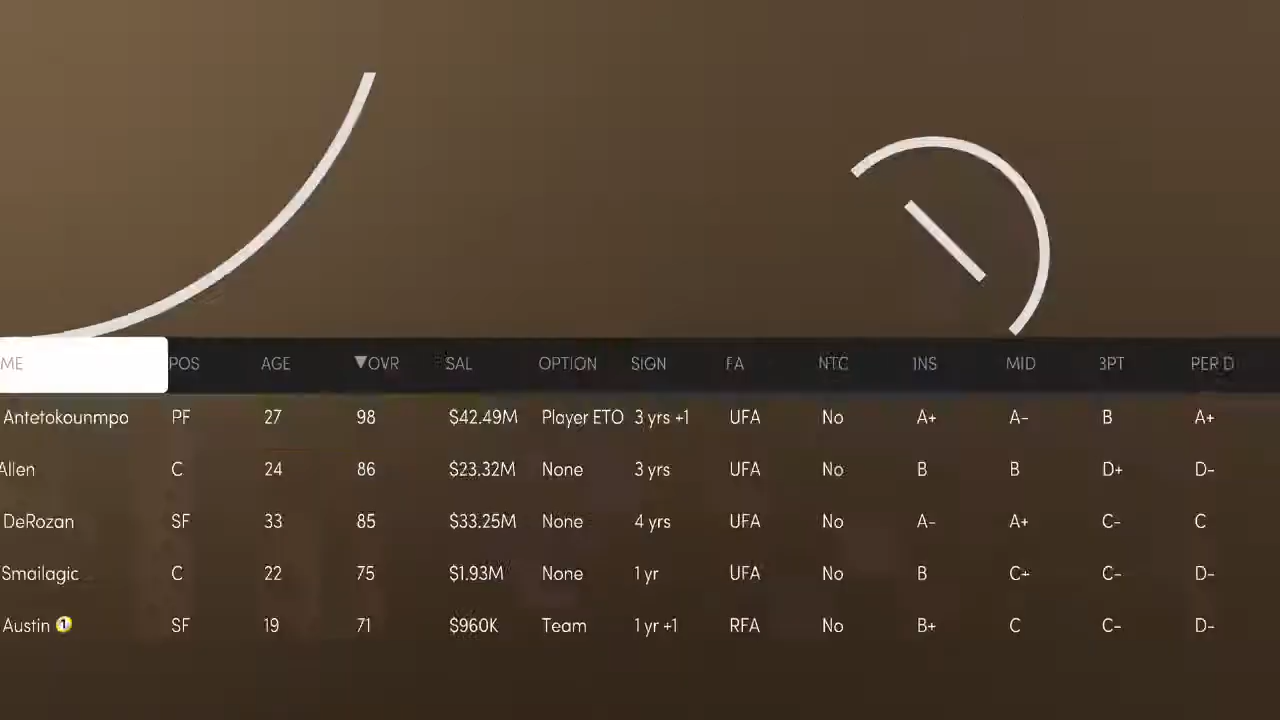 ME POS AGE ▼OVR SAL OPTION SIGN FA NTC INS MID 3PT PER D
Antetokounmpo PF 27 98 $42.49M Player ETO 3 yrs +1 UFA No A+ A- B A+
Allen C 24 86 $23.32M None 3 yrs UFA No B B D+ D-
DeRozan SF 33 85 $33.25M None 4 yrs UFA No A- A+ C- C
Smailagic C 22 75 $1.93M None 1 yr UFA No B C+ C- D-
Austin 1 SF 19 71 $960K Team 1 yr +1 RFA No B+ C C- D-